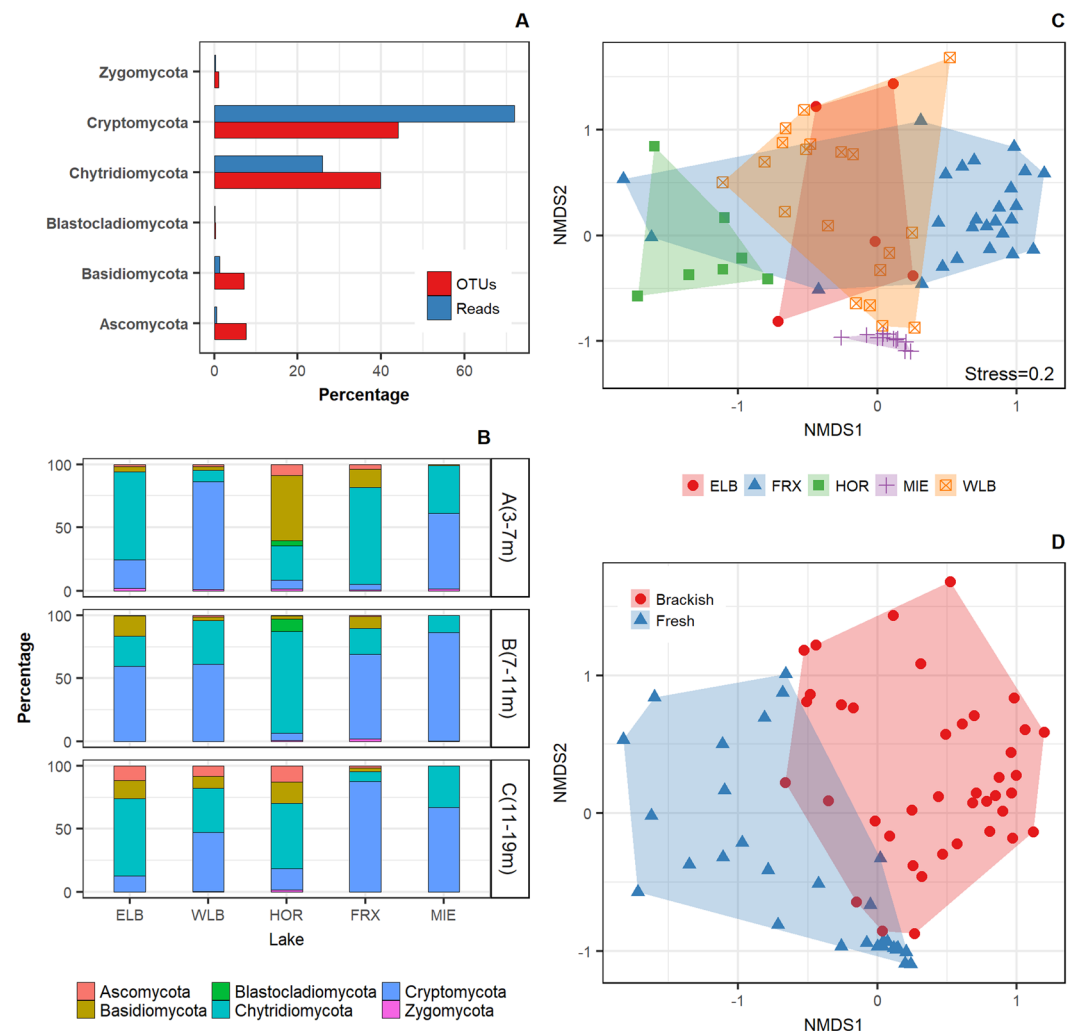 A
Zygomycota
Cryptomycota
Chytridiomycota
Blastocladiomycota
Basidiomycota
Ascomycota
OTUs
Reads
0 20 40 60
Percentage
B
100
50
0
A(3-7m)
100
50
0
B(7-11m)
100
50
0
C(11-19m)
Percentage
ELB WLB HOR FRX MIE
Lake
Ascomycota Blastocladiomycota Cryptomycota
Basidiomycota Chytridiomycota Zygomycota
C
NMDS2
1
0
-1
Stress=0.2
-1 0 1
NMDS1
ELB FRX HOR MIE WLB
D
Brackish
Fresh
NMDS2
1
0
-1
-1 0 1
NMDS1